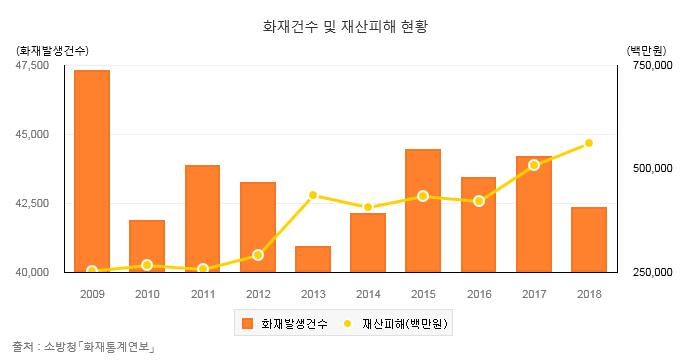 화재건수 및 재산피해 현황
(화재발생건수) (백만원)
47,500 750,000
45,000
500,000
42,500
40,000 250,000
2009 2010 2011 2012 2013 2014 2015 2016 2017 2018
화재발생건수 재산피해(백만원)
출처 : 소방청「화재통계연보」